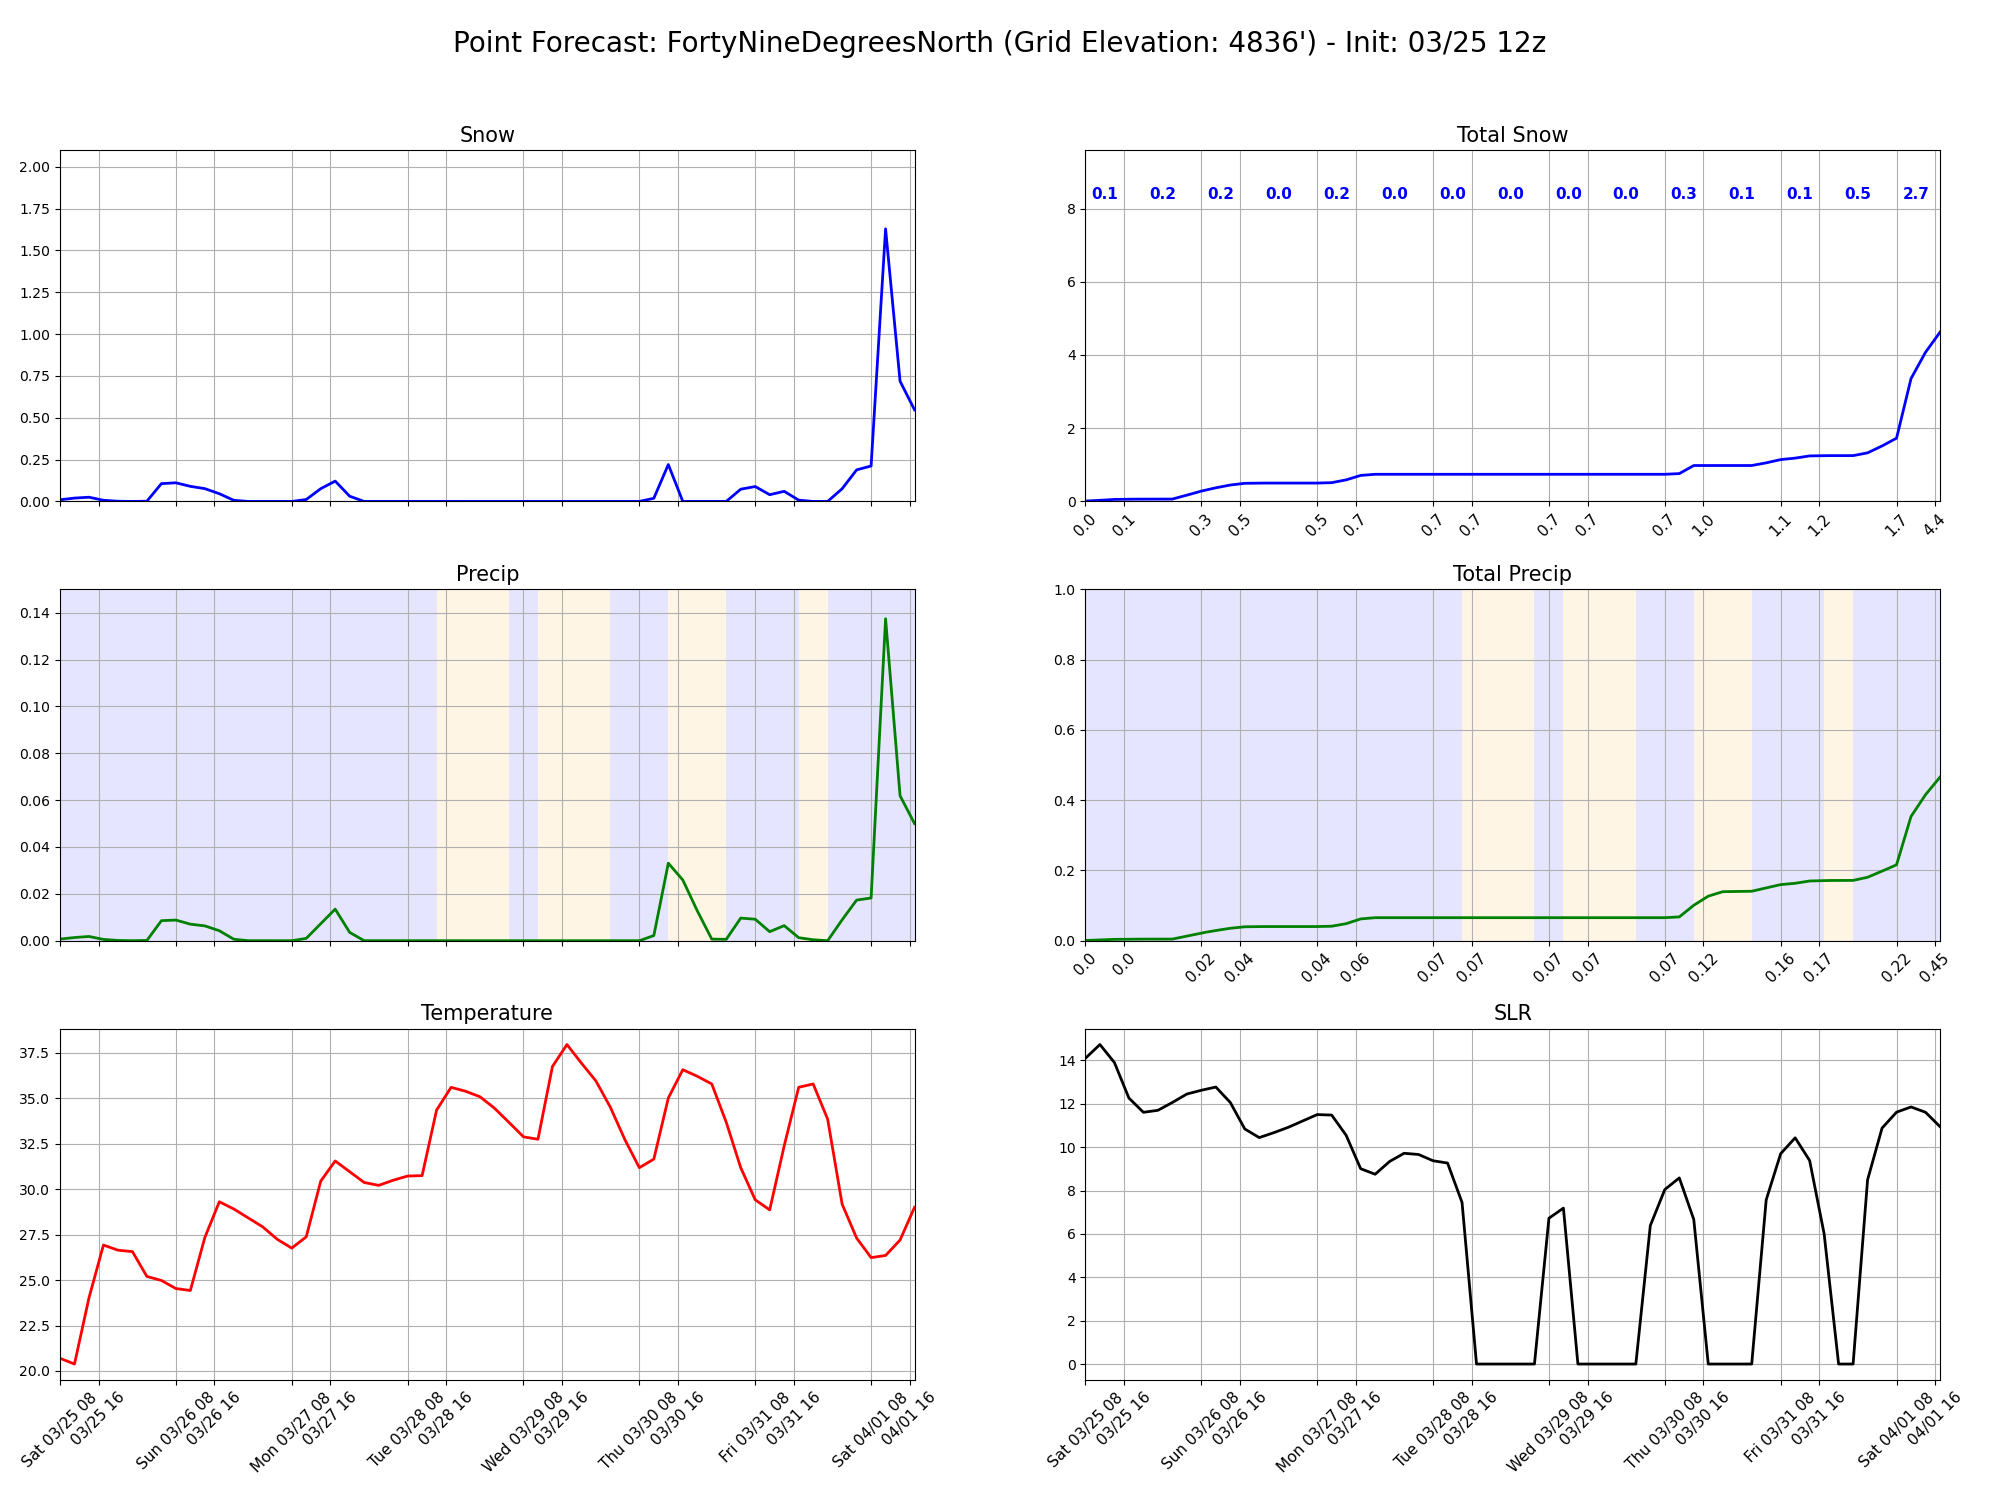 Point Forecast: FortyNineDegreesNorth (Grid Elevation: 4836') - Init: 03/25 12z
Snow
2.00
1.75
1.50
1.25
1.00
0.75
0.50
0.25
0.00
Total Snow
0.1 0.2 0.2 0.0 0.2 0.0 0.0 0.0 0.0 0.0 0.3 0.1 0.1 0.5 2.7
8
6
4
2
0
0.0 0.1 0.3 0.5 0.5 0.7 0.7 0.7 0.7 0.7 0.7 1.0 1.1 1.2 1.7 4.4
Precip
0.14
0.12
0.10
0.08
0.06
0.04
0.02
0.00
Total Precip
1.0
0.8
0.6
0.4
0.2
0.0
0.0 0.0 0.02 0.04 0.04 0.06 0.07 0.07 0.07 0.07 0.07 0.12 0.16 0.17 0.22 0.45
Temperature
37.5
35.0
32.5
30.0
27.5
25.0
22.5
20.0
Sat 03/25 08
03/25 16
Sun 03/26 08
03/26 16
Mon 03/27 08
03/27 16
Tue 03/28 08
03/28 16
Wed 03/29 08
03/29 16
Thu 03/30 08
03/30 16
Fri 03/31 08
03/31 16
Sat 04/01 08
04/01 16
SLR
14
12
10
8
6
4
2
0
Sat 03/25 08
03/25 16
Sun 03/26 08
03/26 16
Mon 03/27 08
03/27 16
Tue 03/28 08
03/28 16
Wed 03/29 08
03/29 16
Thu 03/30 08
03/30 16
Fri 03/31 08
03/31 16
Sat 04/01 08
04/01 16